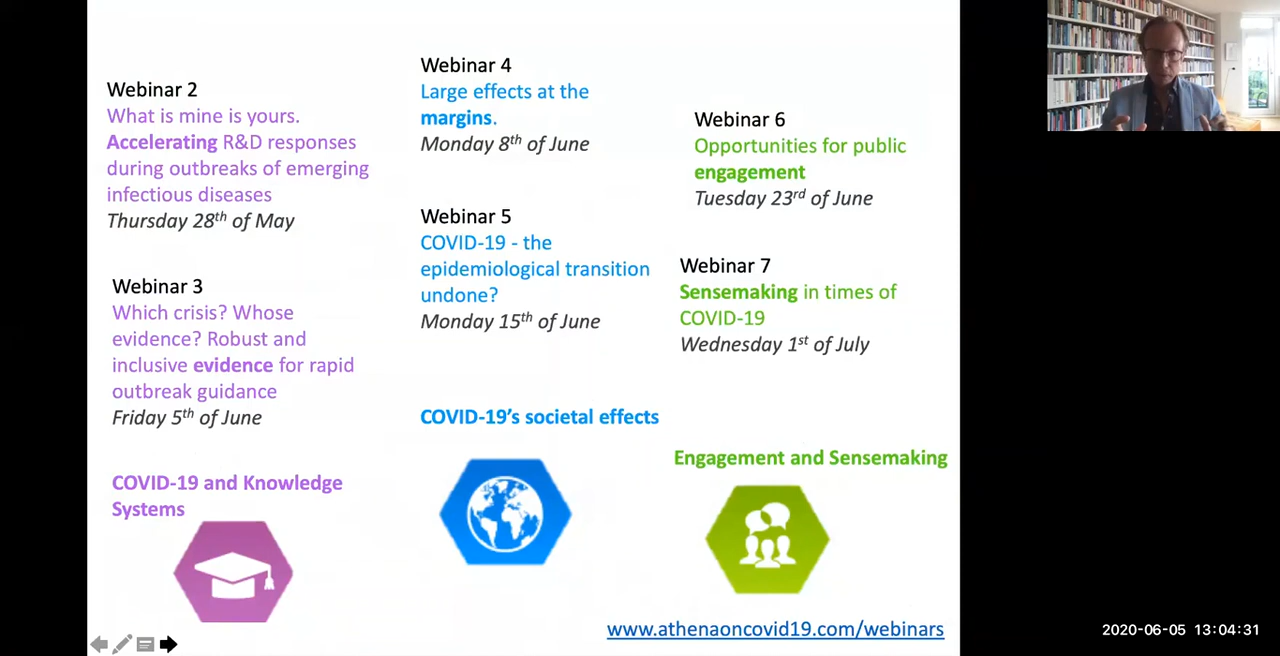 Webinar 2
What is mine is yours.
Accelerating R&D responses
during outbreaks of emerging
infectious diseases
Thursday 28th of May
Webinar 3
Which crisis? Whose
evidence? Robust and
inclusive evidence for rapid
outbreak guidance
Friday 5th of June
COVID-19 and Knowledge
Systems
Webinar 4
Large effects at the
margins.
Monday 8th of June
Webinar 5
COVID-19 - the
epidemiological transition
undone?
Monday 15th of June
COVID-19's societal effects
Webinar 6
Opportunities for public
engagement
Tuesday 23rd of June
Webinar 7
Sensemaking in times of
COVID-19
Wednesday 1st of July
Engagement and Sensemaking
www.athenaoncovid19.com/webinars
2020-06-05 13:04:31